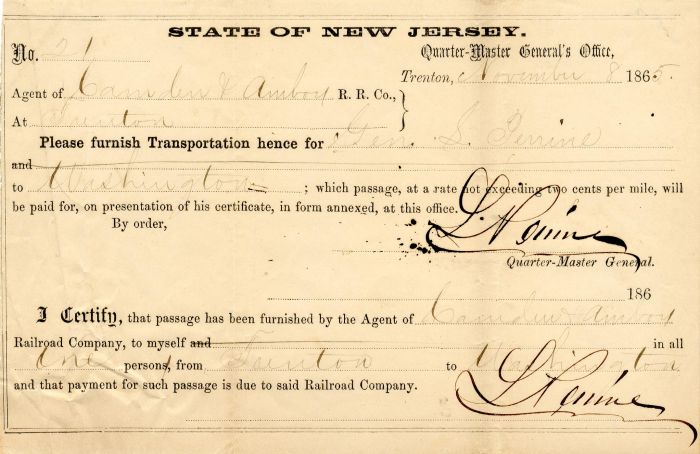 STATE OF NEW JERSEY.
No. 21
Quarter-Master General's Office,
Trenton, November 8 1865.
Agent of Camden & Amboy R. R. Co.,
At Trenton
Please furnish Transportation hence for Gen L. Perrine
and
to Washington ; which passage, at a rate not exceeding two cents per mile, will
be paid for, on presentation of his certificate, in form annexed, at this office.
By order,
L. Perrine
Quarter-Master General.
186
I Certify, that passage has been furnished by the Agent of Camden & Amboy
Railroad Company, to myself and in all
One persons, from Trenton to Washington
and that payment for such passage is due to said Railroad Company.
L. Perrine